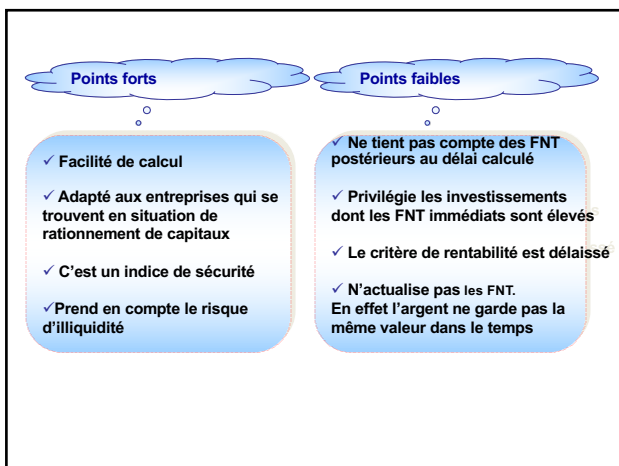 Points forts
✓ Facilité de calcul
✓ Adapté aux entreprises qui se
trouvent en situation de
rationnement de capitaux
✓ C'est un indice de sécurité
✓Prend en compte le risque
d'illiquidité
Points faibles
✓ Ne tient pas compte des FNT
postérieurs au délai calculé
✓ Privilégie les investissements
dont les FNT immédiats sont élevés
✓ Le critère de rentabilité est délaissé
✓ N'actualise pas les FNT.
En effet l'argent ne garde pas la
même valeur dans le temps